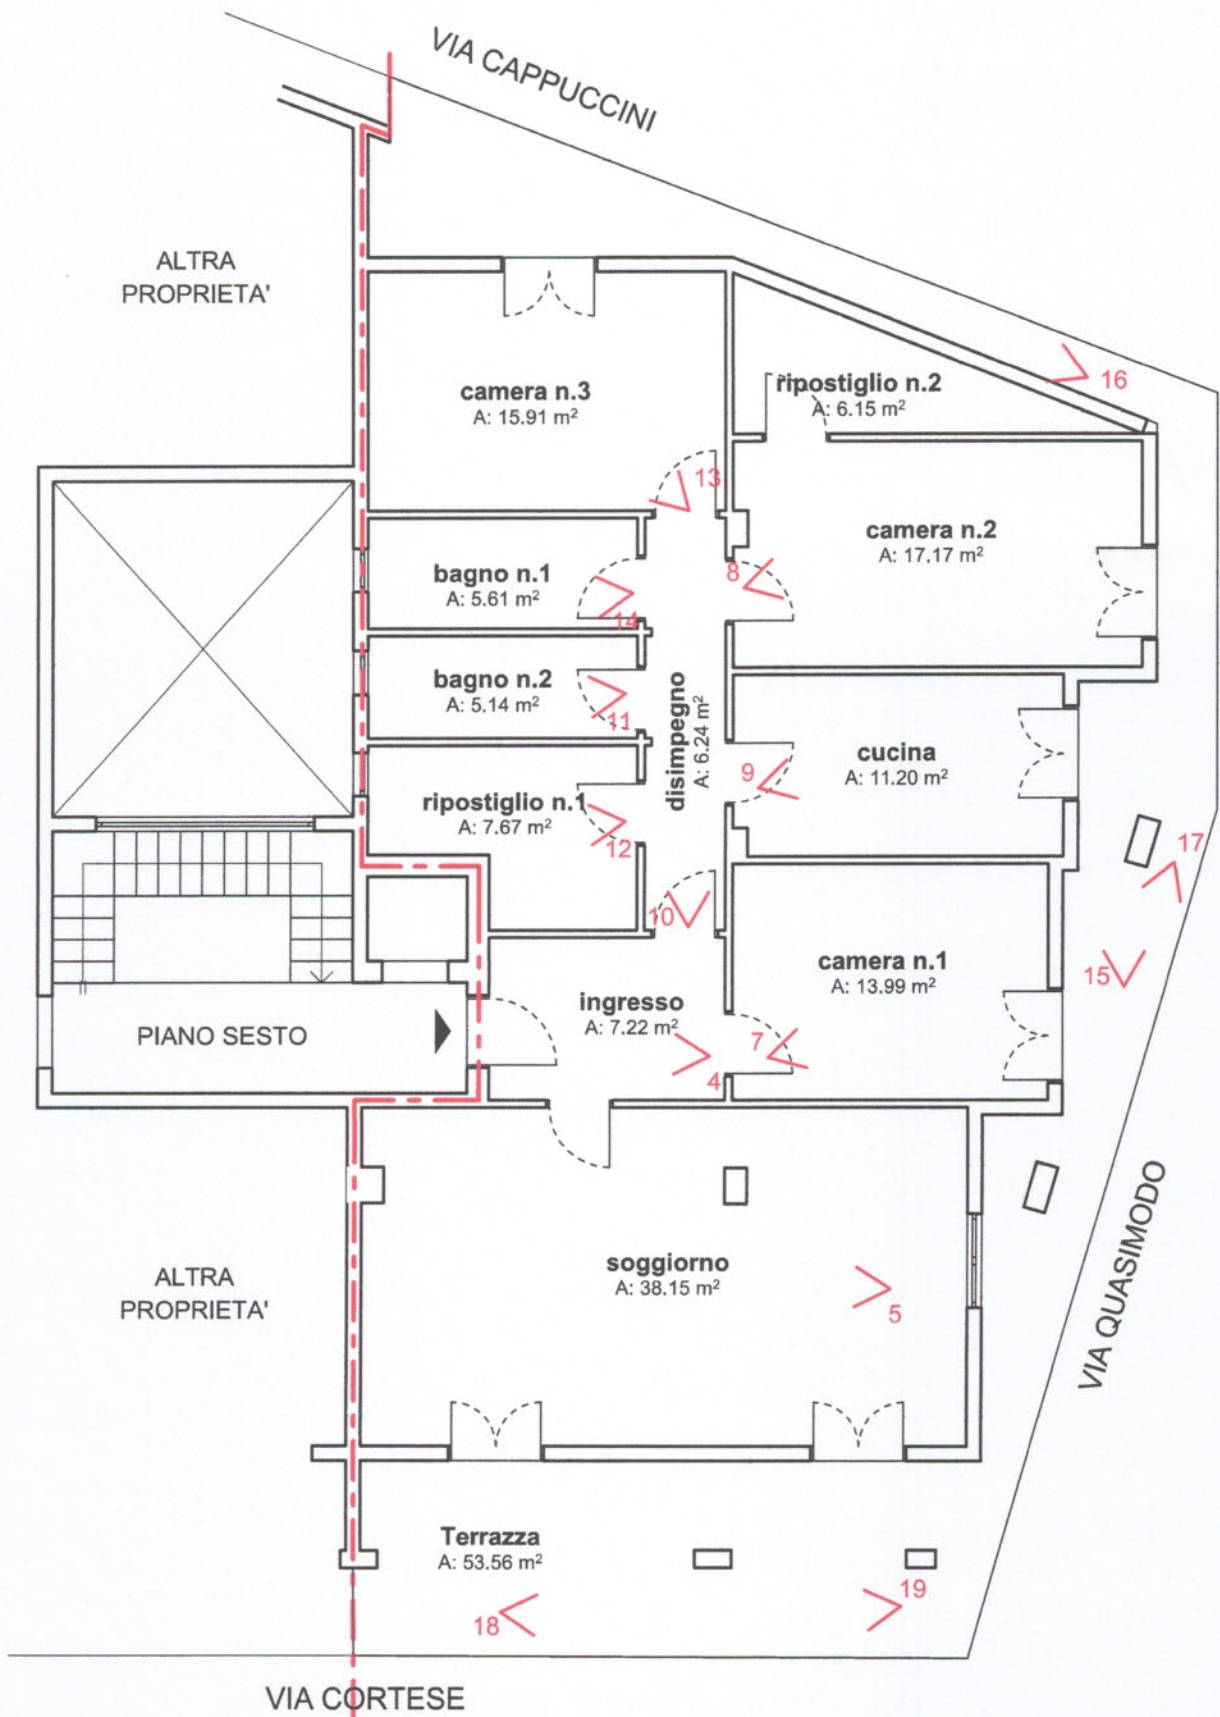 VIA CAPPUCCINI
ALTRA
PROPRIETA'
camera n.3
A: 15.91 m²
ripostiglio n.2
A: 6.15 m²
16
13
camera n.2
A: 17.17 m²
bagno n.1
A: 5.61 m²
14
8
bagno n.2
A: 5.14 m²
11
disimpegno
A: 6.24 m²
cucina
A: 11.20 m²
9
ripostiglio n.1
A: 7.67 m²
12
17
10
camera n.1
A: 13.99 m²
15
ingresso
A: 7.22 m²
PIANO SESTO
7
4
VIA QUASIMODO
soggiorno
A: 38.15 m²
ALTRA
PROPRIETA'
5
Terrazza
A: 53.56 m²
19
18
VIA CORTESE